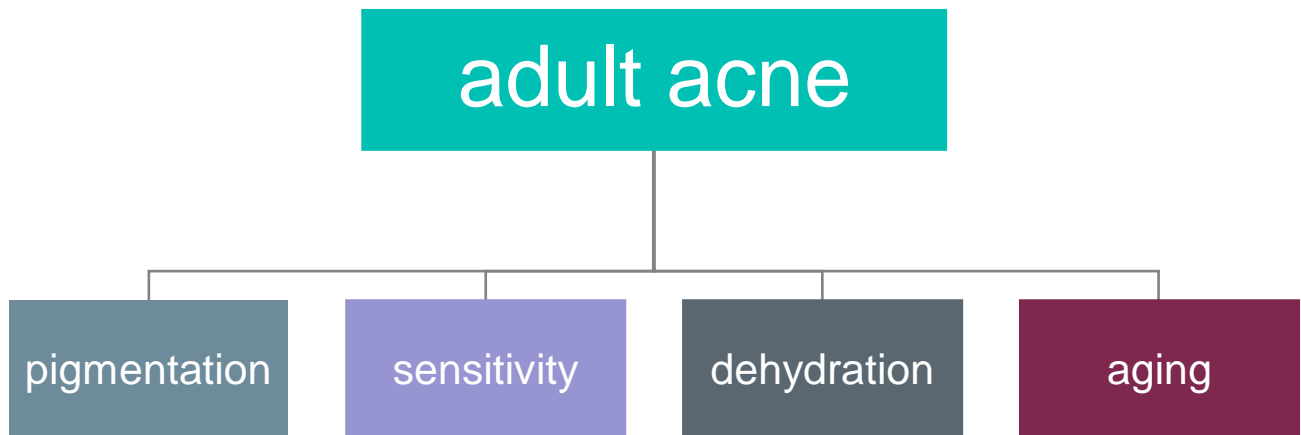 adult acne
pigmentation
sensitivity
dehydration
aging